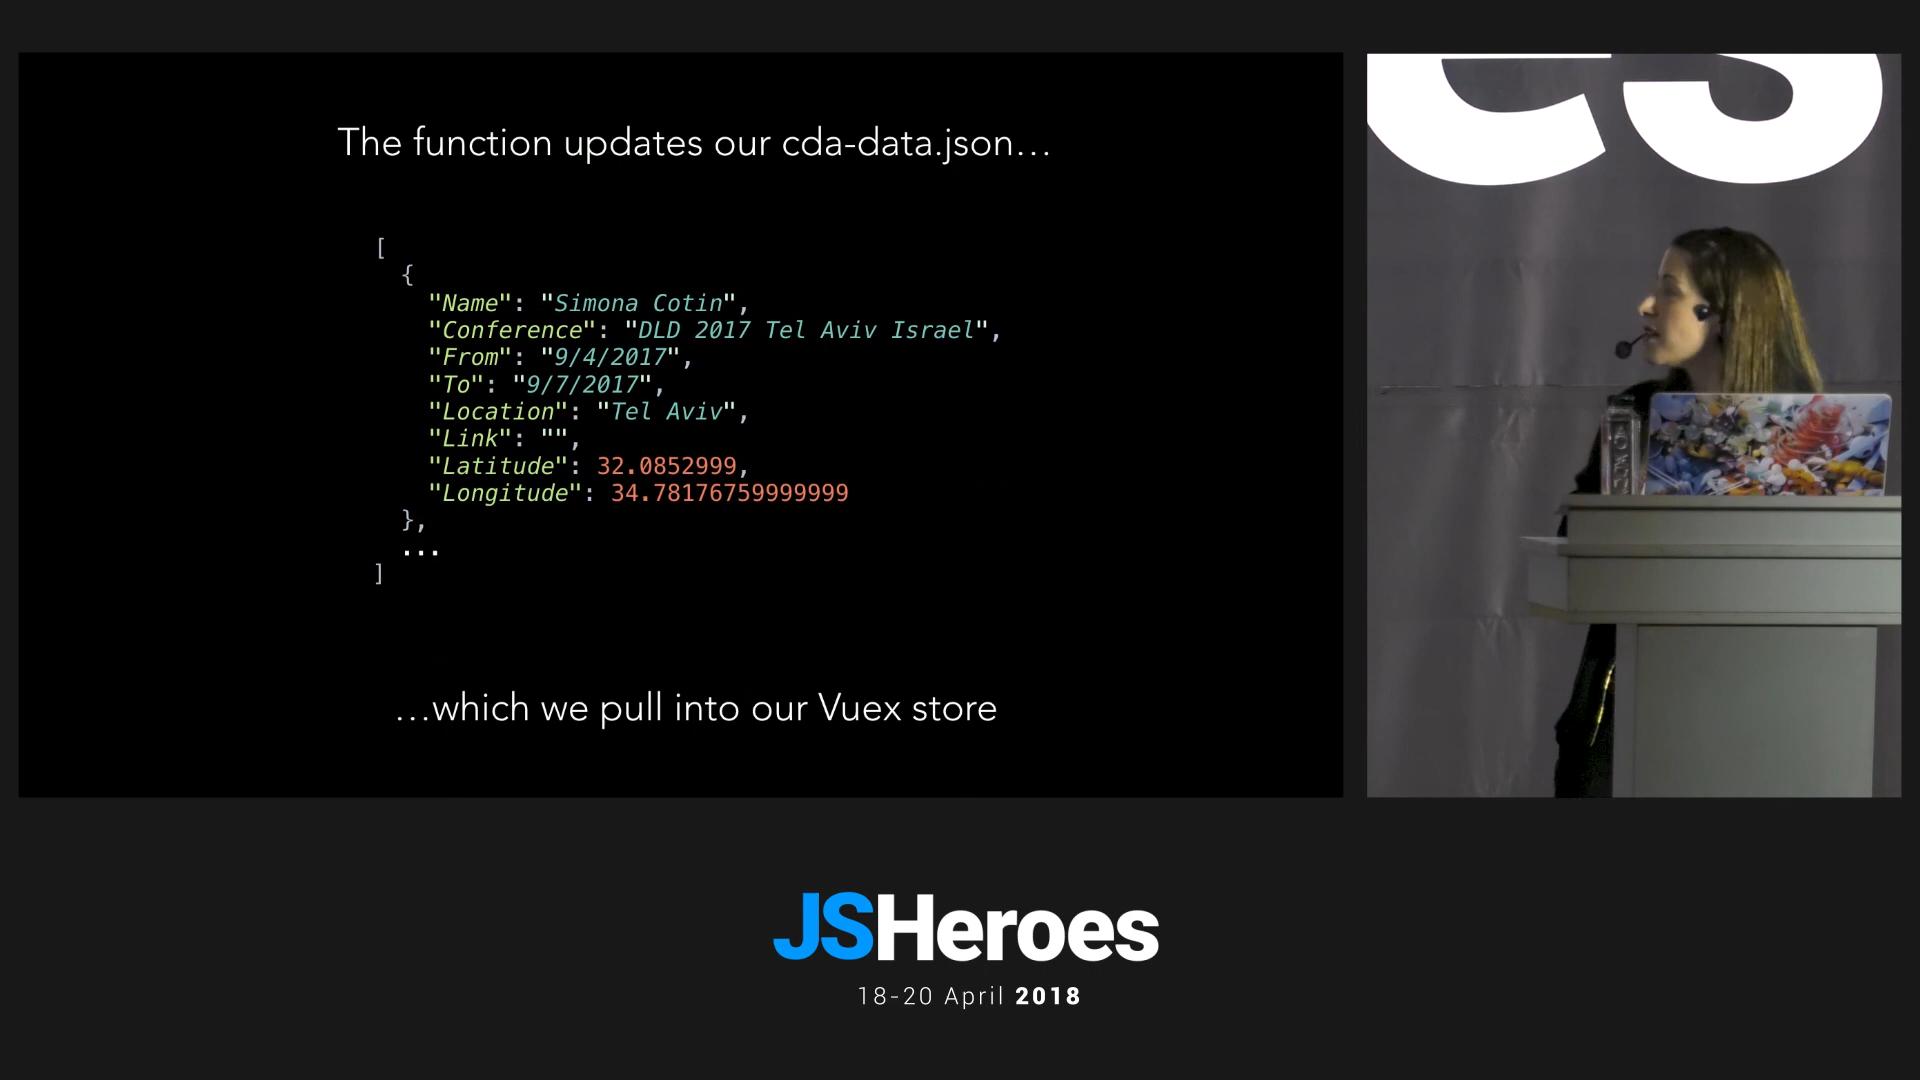 The function updates our cda-data.json…
[
{
"Name": "Simona Cotin",
"Conference": "DLD 2017 Tel Aviv Israel",
"From": "9/4/2017",
"To": "9/7/2017",
"Location": "Tel Aviv",
"Link": "",
"Latitude": 32.0852999,
"Longitude": 34.78176759999999
},
...
]
…which we pull into our Vuex store
es
JSHeroes
18-20 April 2018